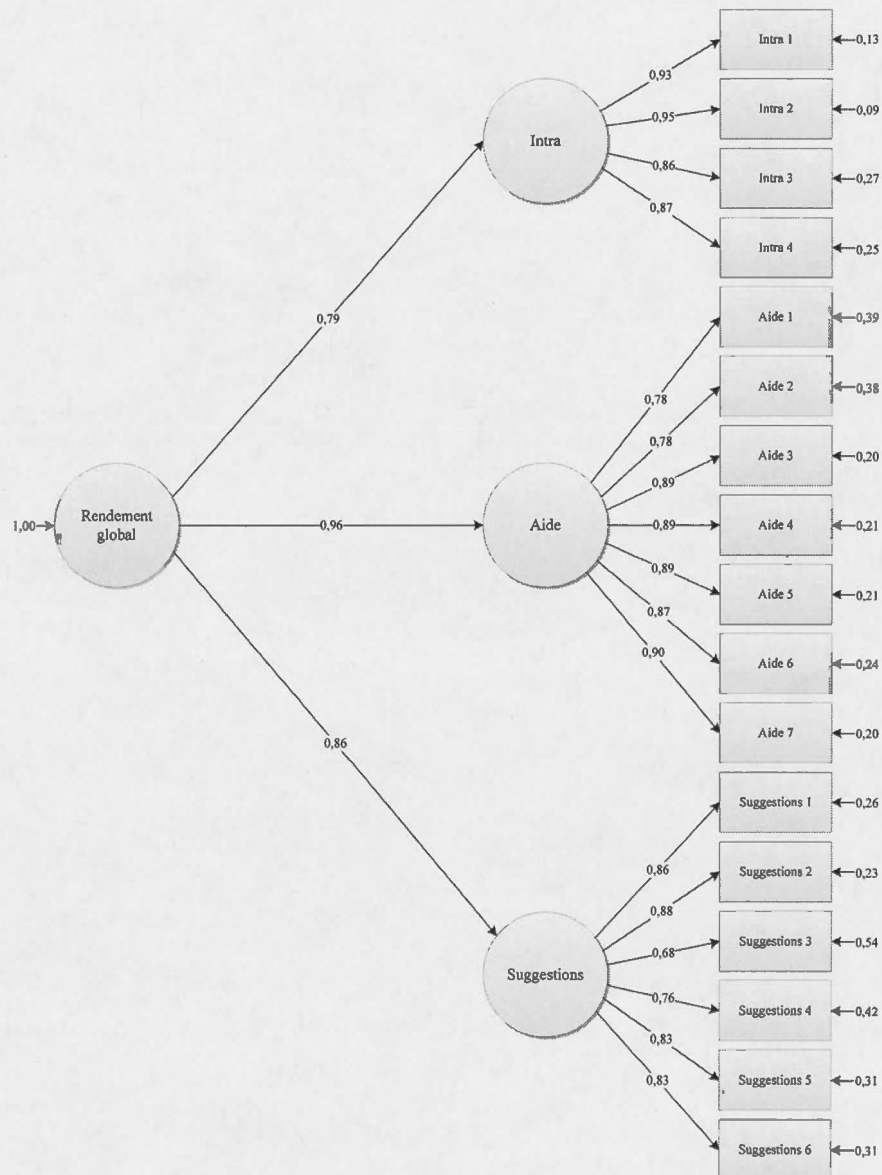 Intra 1
0,13
0,93
Intra 2
0,09
0,95
Intra
0,86
Intra 3
0,27
0,87
Intra 4
0,25
0,79
Aide 1
0,39
0,78
Aide 2
0,38
0,78
Aide 3
0,20
0,89
1,00
Rendement
global
0,96
Aide
0,89
Aide 4
0,21
0,89
Aide 5
0,21
0,87
Aide 6
0,24
0,90
Aide 7
0,20
0,86
Suggestions 1
0,26
0,86
Suggestions 2
0,23
0,88
Suggestions 3
0,54
0,68
Suggestions
0,76
Suggestions 4
0,42
0,83
Suggestions 5
0,31
0,83
Suggestions 6
0,31